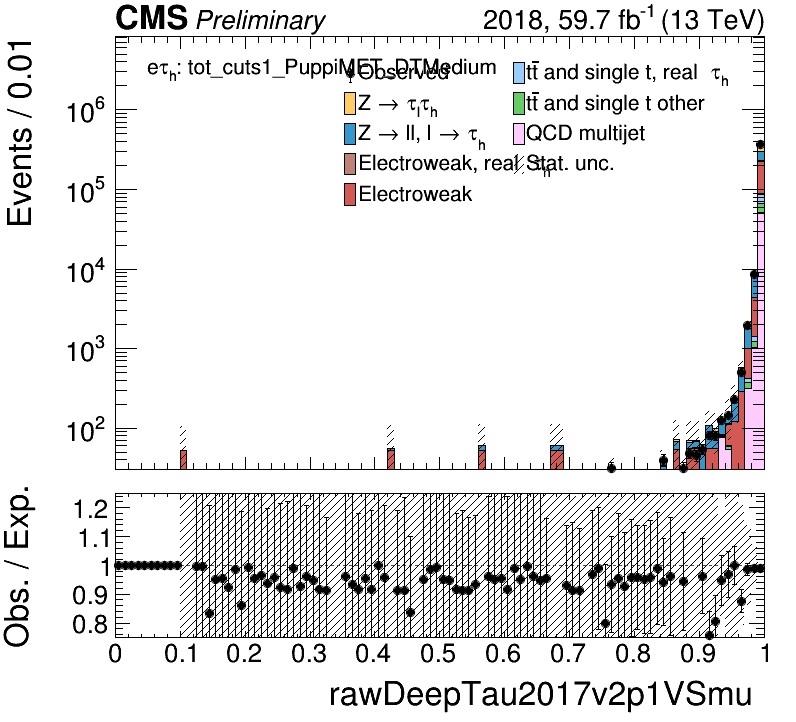 CMS Preliminary 2018, 59.7 fb⁻¹ (13 TeV)
Events / 0.01
eτh: tot_cuts1_PuppiMET_DTMedium
Observed
Z → τlτh
Z → ll, l → τh
Electroweak, real τh
Electroweak
tt̄ and single t, real τh
tt̄ and single t other
QCD multijet
Stat. unc.
10⁶
10⁵
10⁴
10³
10²
Obs. / Exp.
1.2
1.1
1
0.9
0.8
0 0.1 0.2 0.3 0.4 0.5 0.6 0.7 0.8 0.9 1
rawDeepTau2017v2p1VSmu